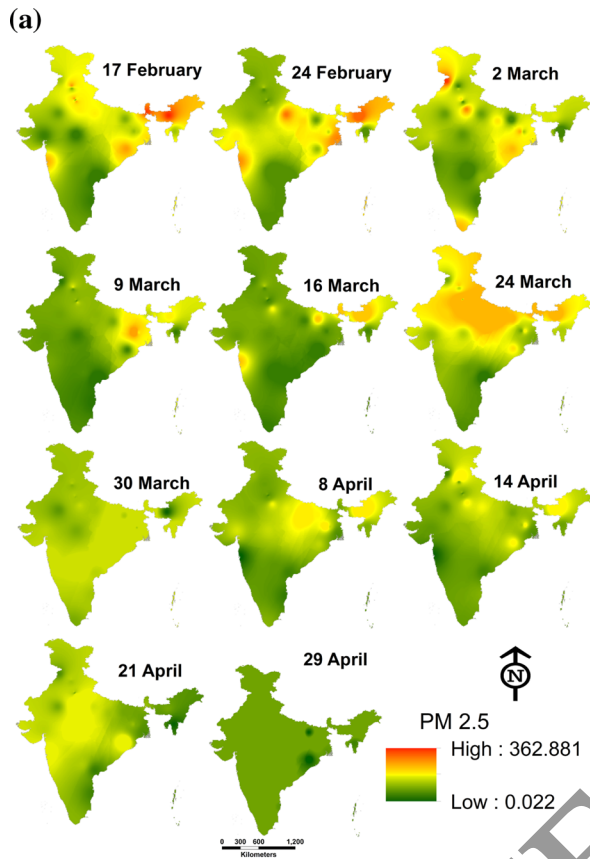 (a)
17 February
24 February
2 March
9 March
16 March
24 March
30 March
8 April
14 April
21 April
29 April
N
PM 2.5
High : 362.881
Low : 0.022
0 300 600 1,200
Kilometers